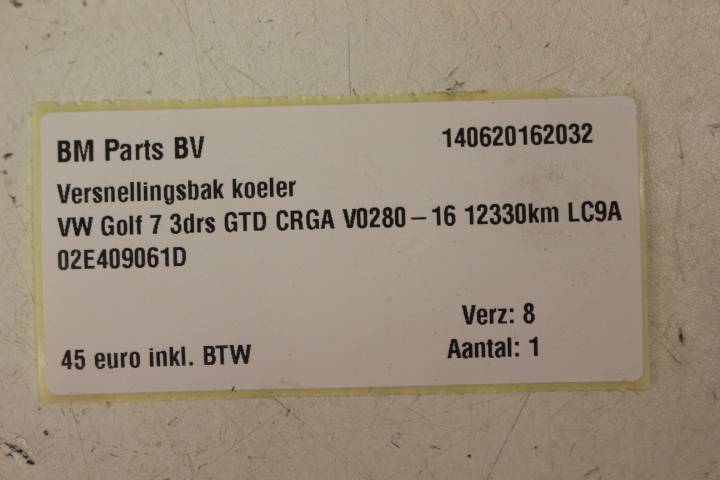 BM Parts BV 140620162032
Versnellingsbak koeler
VW Golf 7 3drs GTD CRGA V0280-16 12330km LC9A
02E409061D
Verz: 8
45 euro inkl. BTW Aantal: 1